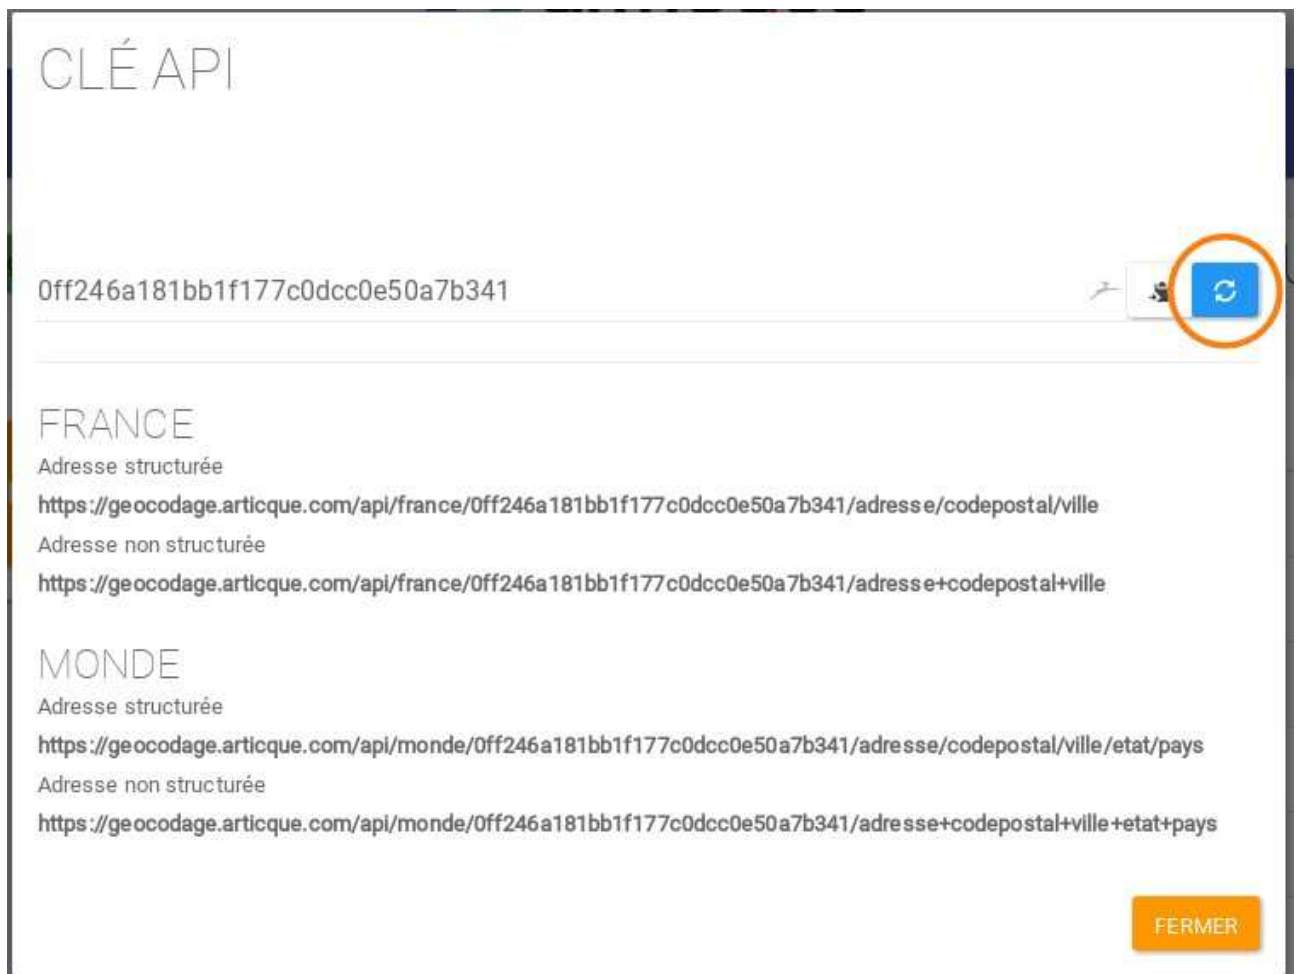 CLÉ API
0ff246a181bb1f177c0dcc0e50a7b341
FRANCE
Adresse structurée
https://geocodage.articque.com/api/france/0ff246a181bb1f177c0dcc0e50a7b341/adresse/codepostal/ville
Adresse non structurée
https://geocodage.articque.com/api/france/0ff246a181bb1f177c0dcc0e50a7b341/adresse+codepostal+ville
MONDE
Adresse structurée
https://geocodage.articque.com/api/monde/0ff246a181bb1f177c0dcc0e50a7b341/adresse/codepostal/ville/etat/pays
Adresse non structurée
https://geocodage.articque.com/api/monde/0ff246a181bb1f177c0dcc0e50a7b341/adresse+codepostal+ville+etat+pays
FERMER